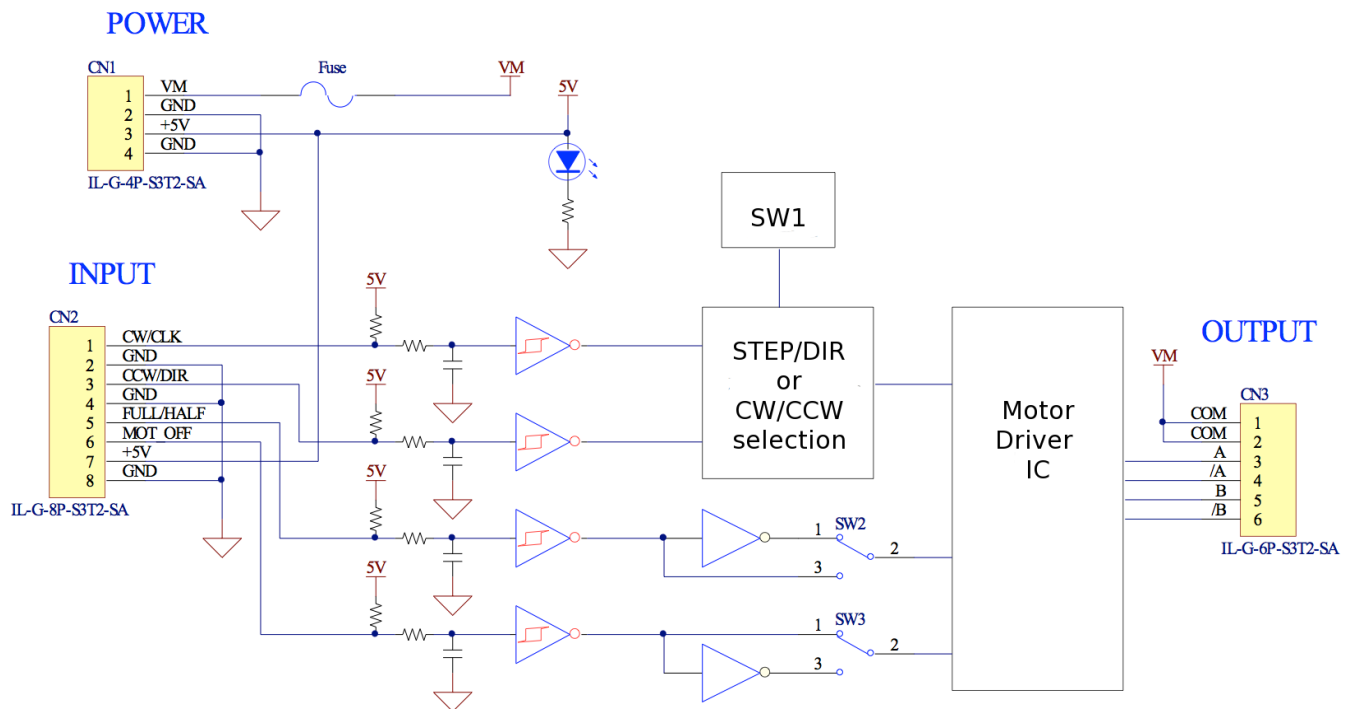 POWER
CN1
1 VM
2 GND
3 +5V
4 GND
IL-G-4P-S3T2-SA
Fuse
VM
5V
INPUT
CN2
1 CW/CLK
2 GND
3 CCW/DIR
4 GND
5 FULL/HALF
6 MOT_OFF
7 +5V
8 GND
IL-G-8P-S3T2-SA
5V
5V
5V
5V
SW1
STEP/DIR
or
CW/CCW
selection
1 SW2
2
3
1 SW3
2
3
Motor
Driver
IC
OUTPUT
VM
CN3
COM 1
COM 2
A 3
/A 4
B 5
/B 6
IL-G-6P-S3T2-SA